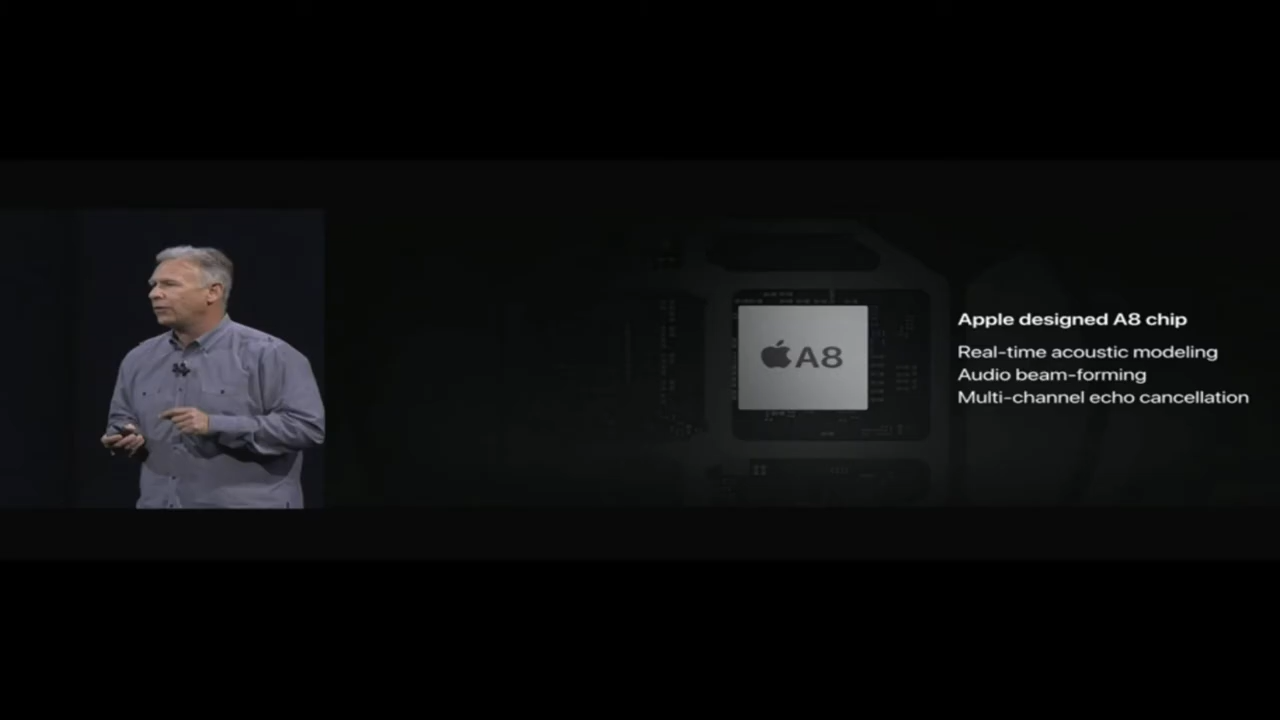 A8
Apple designed A8 chip
Real-time acoustic modeling
Audio beam-forming
Multi-channel echo cancellation